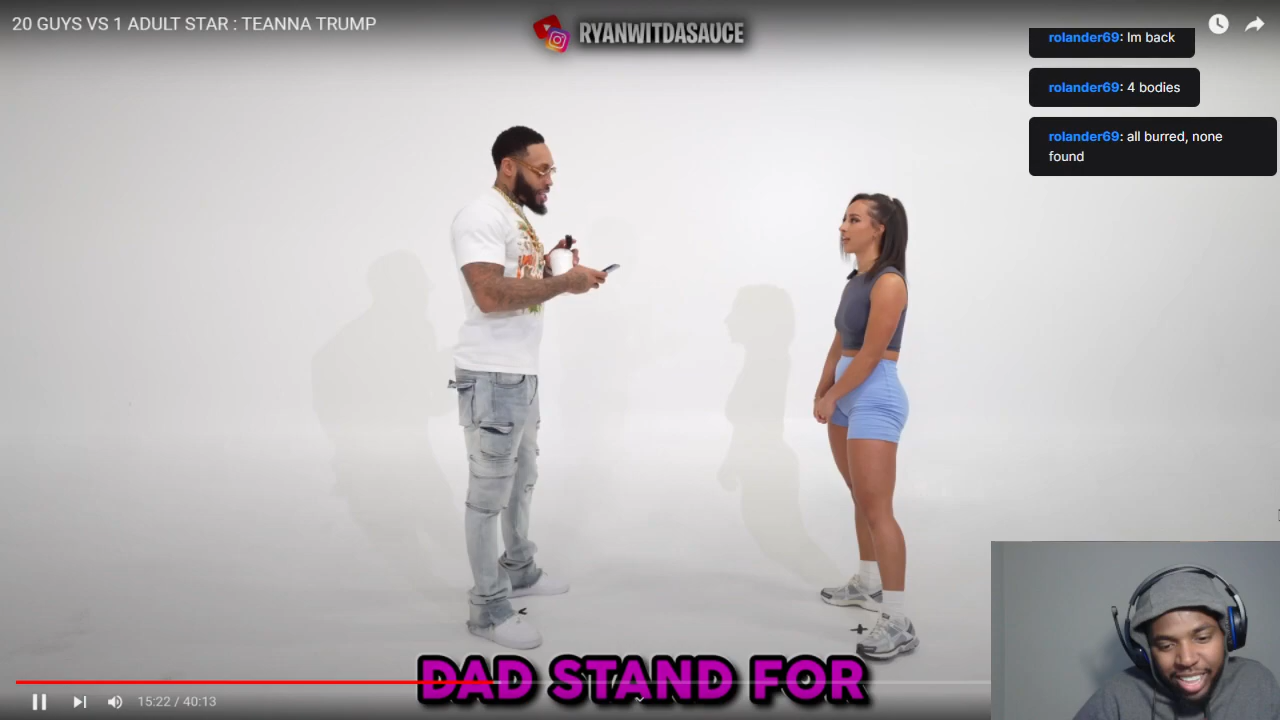 20 GUYS VS 1 ADULT STAR : TEANNA TRUMP
RYANWITDASAUCE
rolander69: Im back
rolander69: 4 bodies
rolander69: all burred, none
found
DAD STAND FOR
15:22 / 40:13